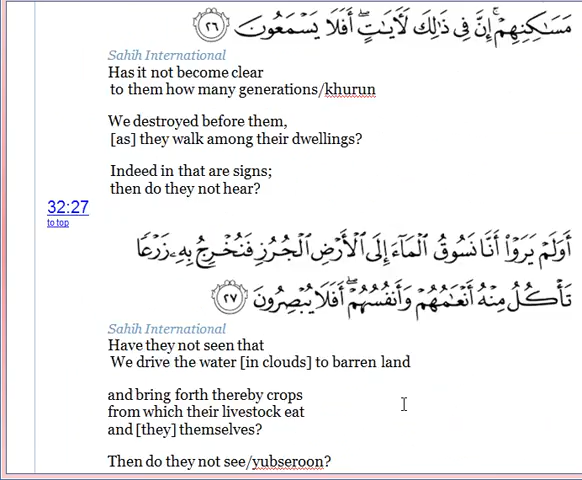 مَسَٰكِنِهِمْ ۚ إِنَّ فِى ذَٰلِكَ لَءَايَٰتٍ ۖ أَفَلَا يَسْمَعُونَ ٢٦
Sahih International
Has it not become clear
to them how many generations/khurun
We destroyed before them,
[as] they walk among their dwellings?
Indeed in that are signs;
then do they not hear?
32:27
to top
أَوَلَمْ يَرَوْا۟ أَنَّا نَسُوقُ ٱلْمَآءَ إِلَى ٱلْأَرْضِ ٱلْجُرُزِ فَنُخْرِجُ بِهِۦ زَرْعًا
تَأْكُلُ مِنْهُ أَنْعَٰمُهُمْ وَأَنفُسُهُمْ ۖ أَفَلَا يُبْصِرُونَ ٢٧
Sahih International
Have they not seen that
We drive the water [in clouds] to barren land
and bring forth thereby crops
from which their livestock eat
and [they] themselves?
Then do they not see/yubseroon?